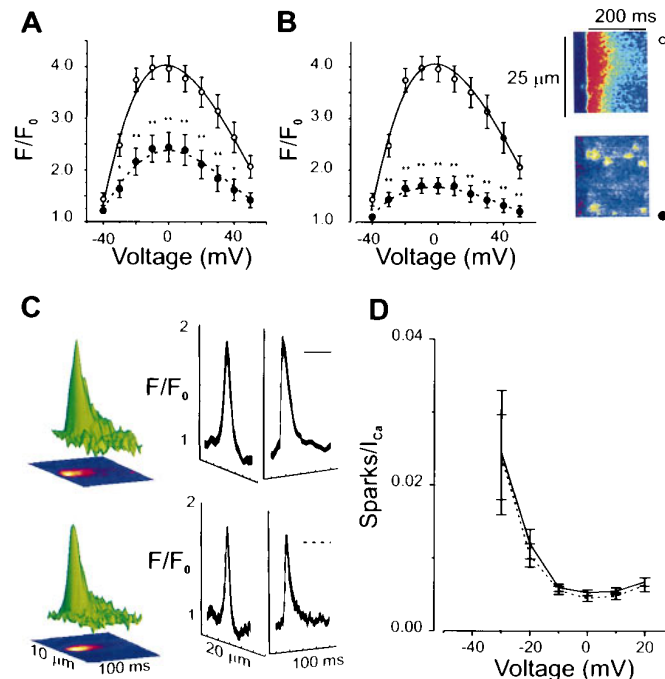 A
B
200 ms
25 µm
F/F0
4.0
3.0
2.0
1.0
-40 0 40
Voltage (mV)
F/F0
4.0
3.0
2.0
1.0
-40 0 40
Voltage (mV)
C
D
2
F/F0
1
2
F/F0
1
10 µm
100 ms
20 µm
100 ms
0.04
0.02
0.00
Sparks/ICa
-40 -20 0 20
Voltage (mV)